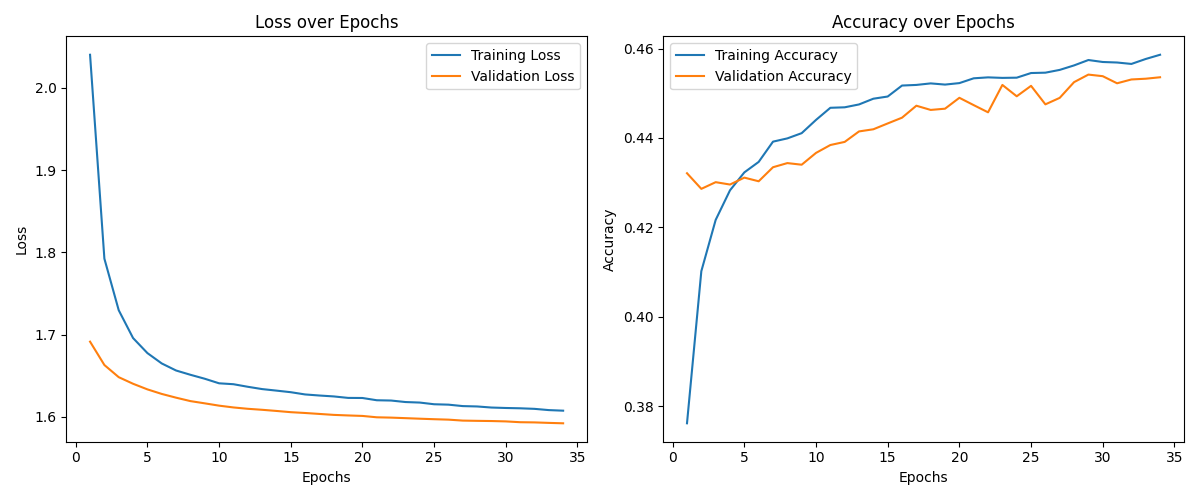 Loss over Epochs
Training Loss
Validation Loss
2.0
1.9
1.8
1.7
1.6
Loss
0
5
10
15
20
25
30
35
Epochs
Accuracy over Epochs
Training Accuracy
Validation Accuracy
0.46
0.44
0.42
0.40
0.38
Accuracy
0
5
10
15
20
25
30
35
Epochs